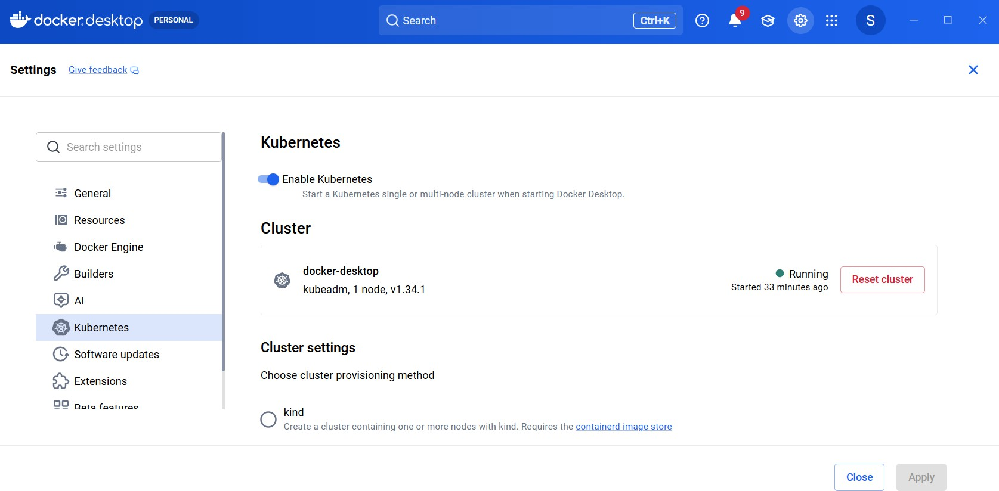 docker.desktop PERSONAL Search Ctrl+K 9 S
Settings Give feedback
Search settings
General
Resources
Docker Engine
Builders
AI
Kubernetes
Software updates
Extensions
Beta features
Kubernetes
Enable Kubernetes
Start a Kubernetes single or multi-node cluster when starting Docker Desktop.
Cluster
docker-desktop
kubeadm, 1 node, v1.34.1
Running
Started 33 minutes ago
Reset cluster
Cluster settings
Choose cluster provisioning method
kind
Create a cluster containing one or more nodes with kind. Requires the containerd image store
Close Apply